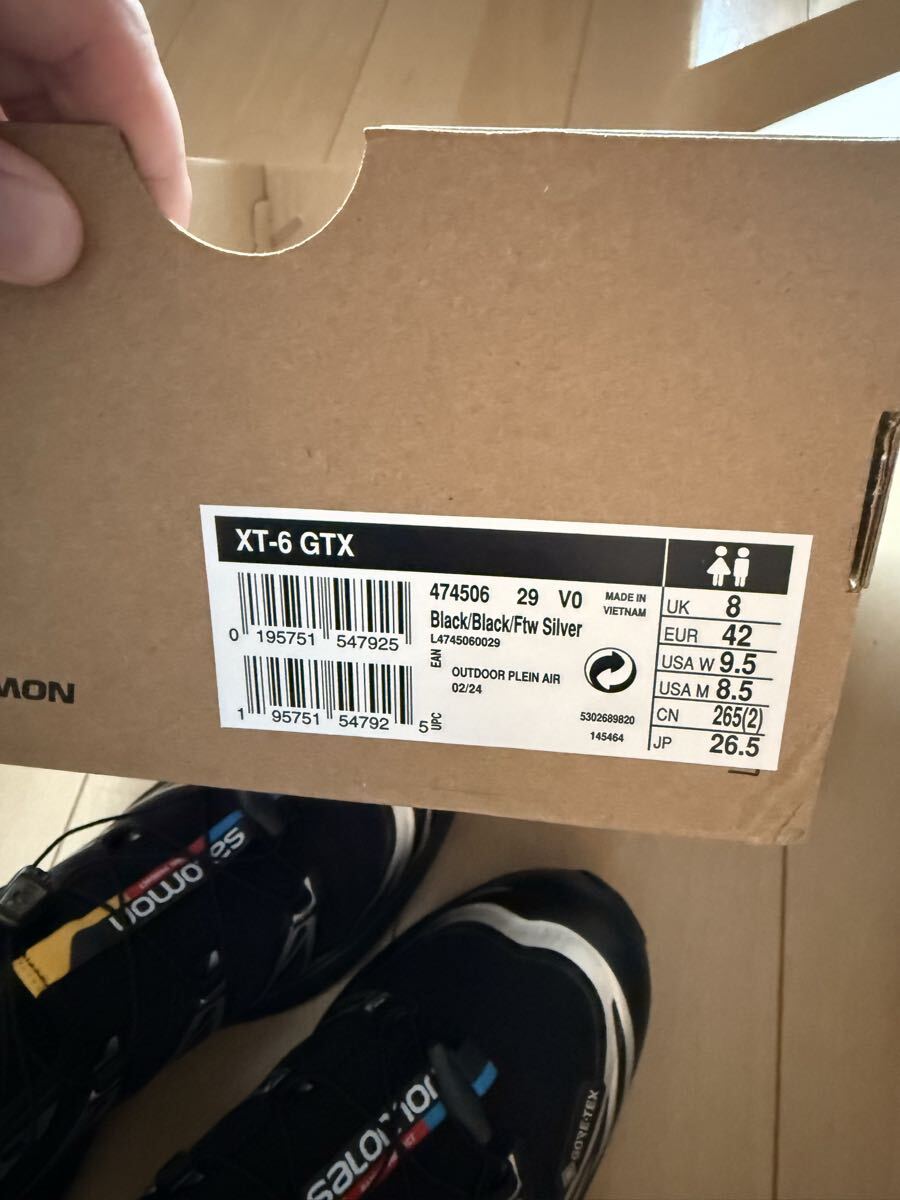 XT-6 GTX
0 195751 547925
1 95751 54792 5
EAN
UPC
474506 29 V0
MADE IN
VIETNAM
Black/Black/Ftw Silver
L4745060029
OUTDOOR PLEIN AIR
02/24
5302689820
145464
UK 8
EUR 42
USA W 9.5
USA M 8.5
CN 265(2)
JP 26.5
MON
salomon
salomon
GORE-TEX